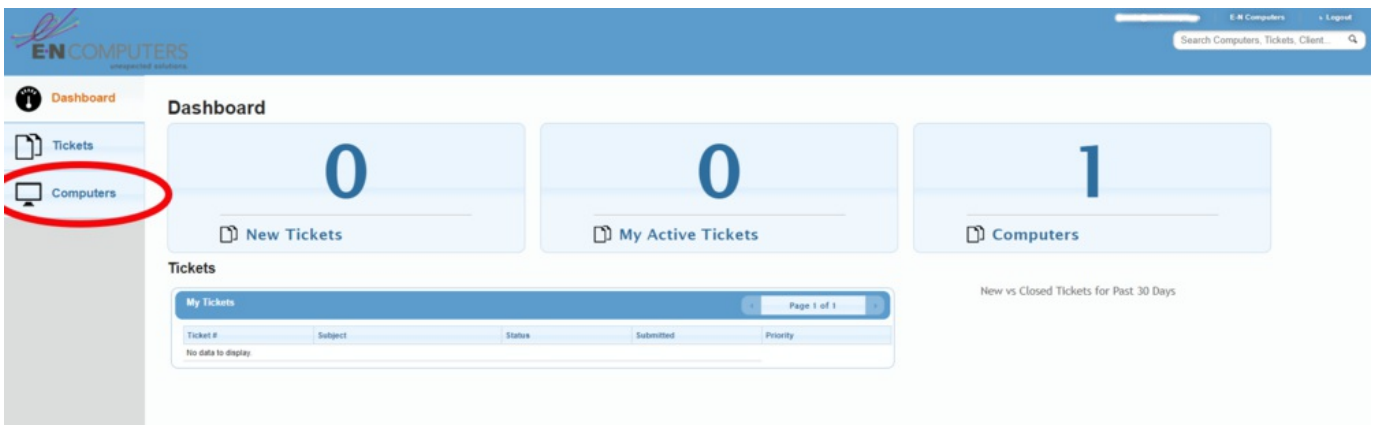 E-N Computers
Logout
Search Computers, Tickets, Client...
E·NCOMPUTERS
unexpected solutions
Dashboard
Tickets
Computers
Dashboard
0
New Tickets
0
My Active Tickets
1
Computers
Tickets
New vs Closed Tickets for Past 30 Days
My Tickets
Page 1 of 1
Ticket # Subject Status Submitted Priority
No data to display.